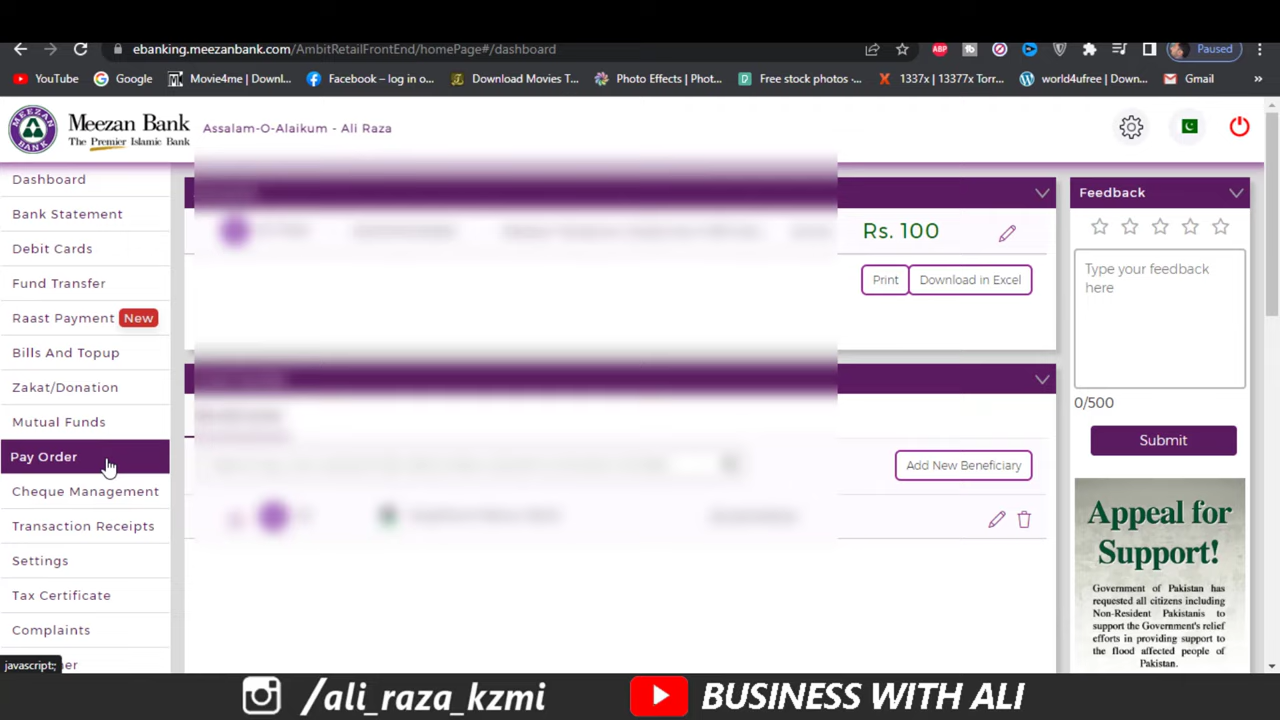 ebanking.meezanbank.com/AmbitRetailFrontEnd/homePage#/dashboard
ABP
Paused
YouTube
Google
Movie4me | Downl...
Facebook – log in o...
Download Movies T...
Photo Effects | Phot...
Free stock photos -...
1337x | 13377x Torr...
world4ufree | Down...
Gmail
»
MEEZAN BANK
Meezan Bank
The Premier Islamic Bank
Assalam-O-Alaikum - Ali Raza
Dashboard
Bank Statement
Debit Cards
Fund Transfer
Raast Payment New
Bills And Topup
Zakat/Donation
Mutual Funds
Pay Order
Cheque Management
Transaction Receipts
Settings
Tax Certificate
Complaints
javascript:;
er
Rs. 100
Print
Download in Excel
Add New Beneficiary
Feedback
Type your feedback
here
0/500
Submit
Appeal for
Support!
Government of Pakistan has
requested all citizens including
Non-Resident Pakistanis to
support the Government's relief
efforts in providing support to
the flood affected people of
Pakistan.
/ali_raza_kzmi
BUSINESS WITH ALI